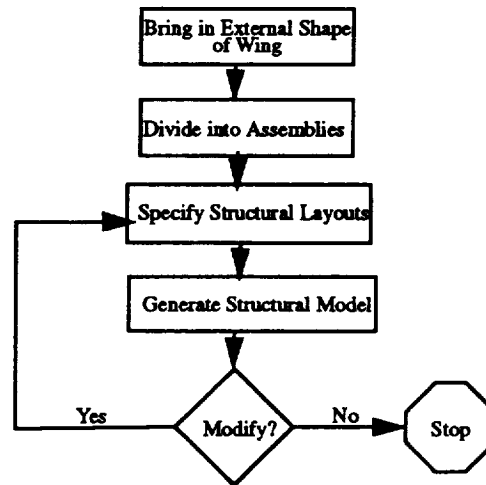 Bring in External Shape
of Wing
Divide into Assemblies
Specify Structural Layouts
Generate Structural Model
Modify?
Yes
No
Stop